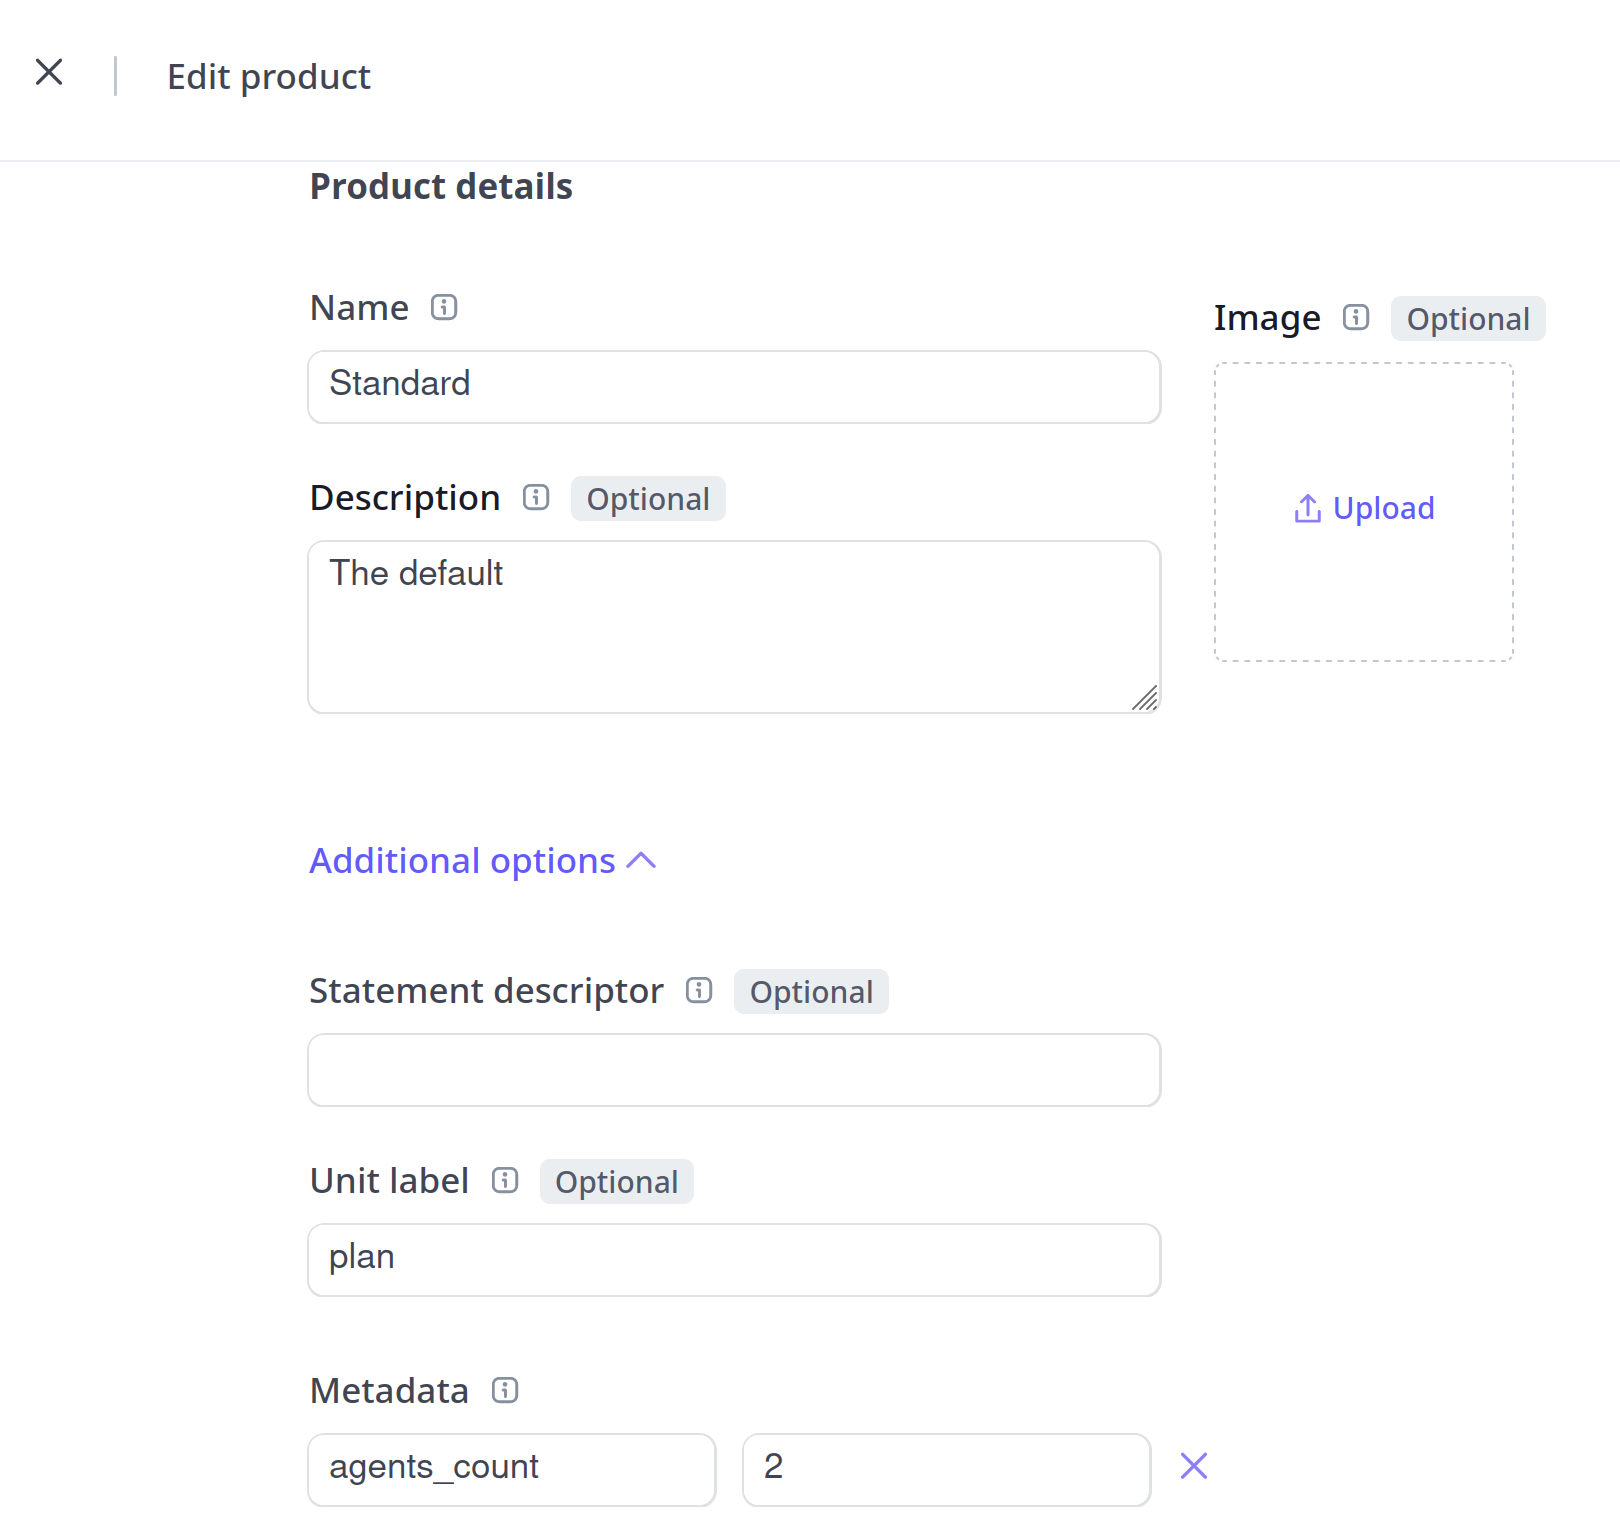 Edit product
Product details
Name
Standard
Image Optional
Upload
Description Optional
The default
Additional options
Statement descriptor Optional
Unit label Optional
plan
Metadata
agents_count 2